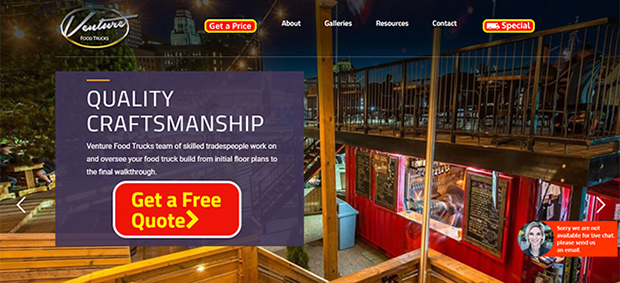 Venture
FOOD TRUCKS
Get a Price
About
Galleries
Resources
Contact
Special
QUALITY
CRAFTSMANSHIP
Venture Food Trucks team of skilled tradespeople work on
and oversee your food truck build from initial floor plans to
the final walkthrough.
Get a Free
Quote
Sorry we are not
available for live chat,
please send us
an email.